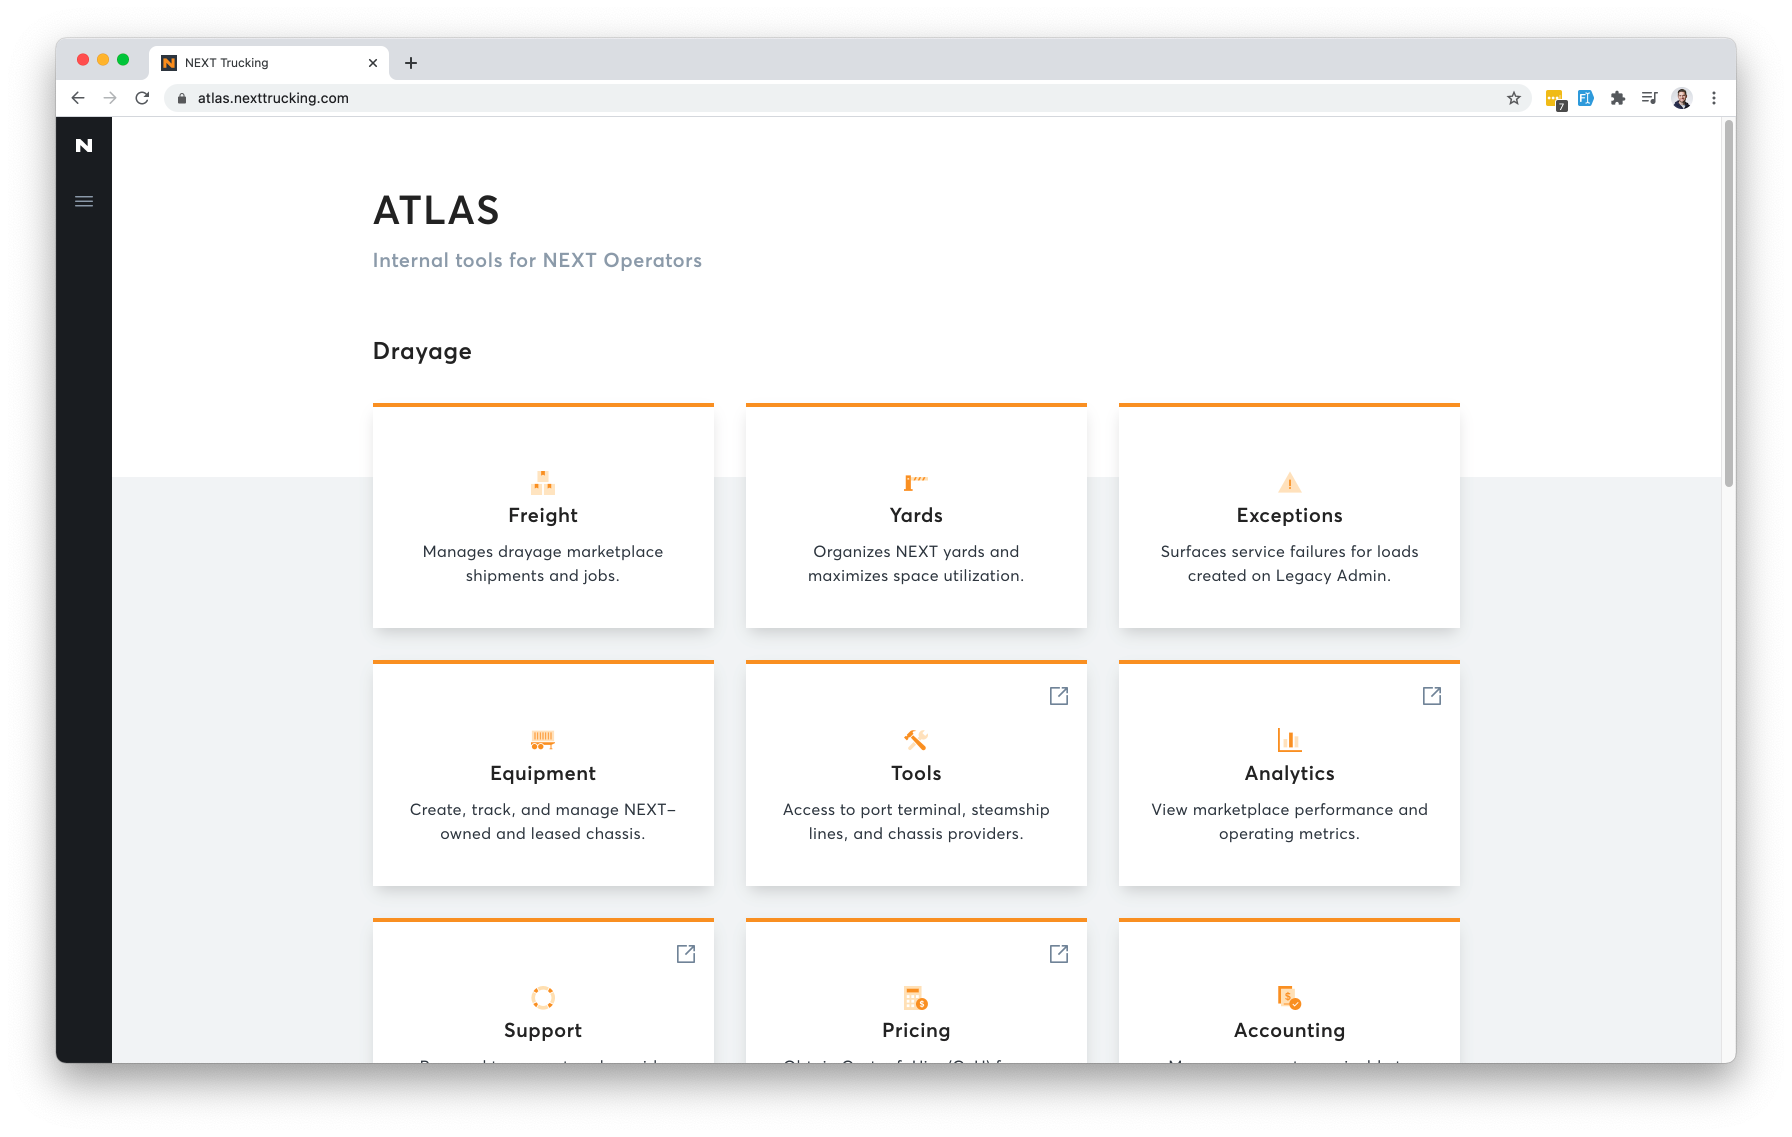 NEXT Trucking
atlas.nexttrucking.com
7
N
ATLAS
Internal tools for NEXT Operators
Drayage
Freight
Manages drayage marketplace
shipments and jobs.
Yards
Organizes NEXT yards and
maximizes space utilization.
Exceptions
Surfaces service failures for loads
created on Legacy Admin.
Equipment
Create, track, and manage NEXT-
owned and leased chassis.
Tools
Access to port terminal, steamship
lines, and chassis providers.
Analytics
View marketplace performance and
operating metrics.
Support
Pricing
Accounting